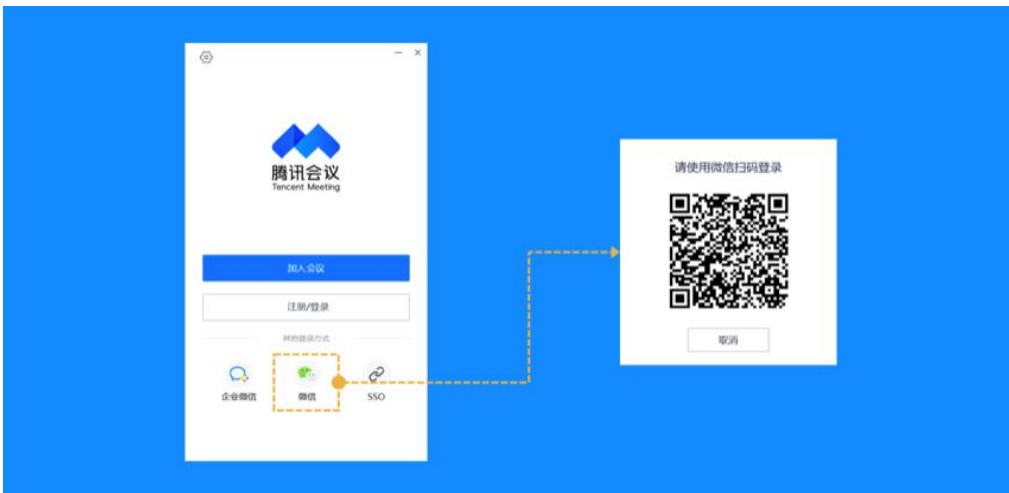 腾讯会议
Tencent Meeting
加入会议
注册/登录
其他登录方式
企业微信
微信
SSO
请使用微信扫码登录
取消